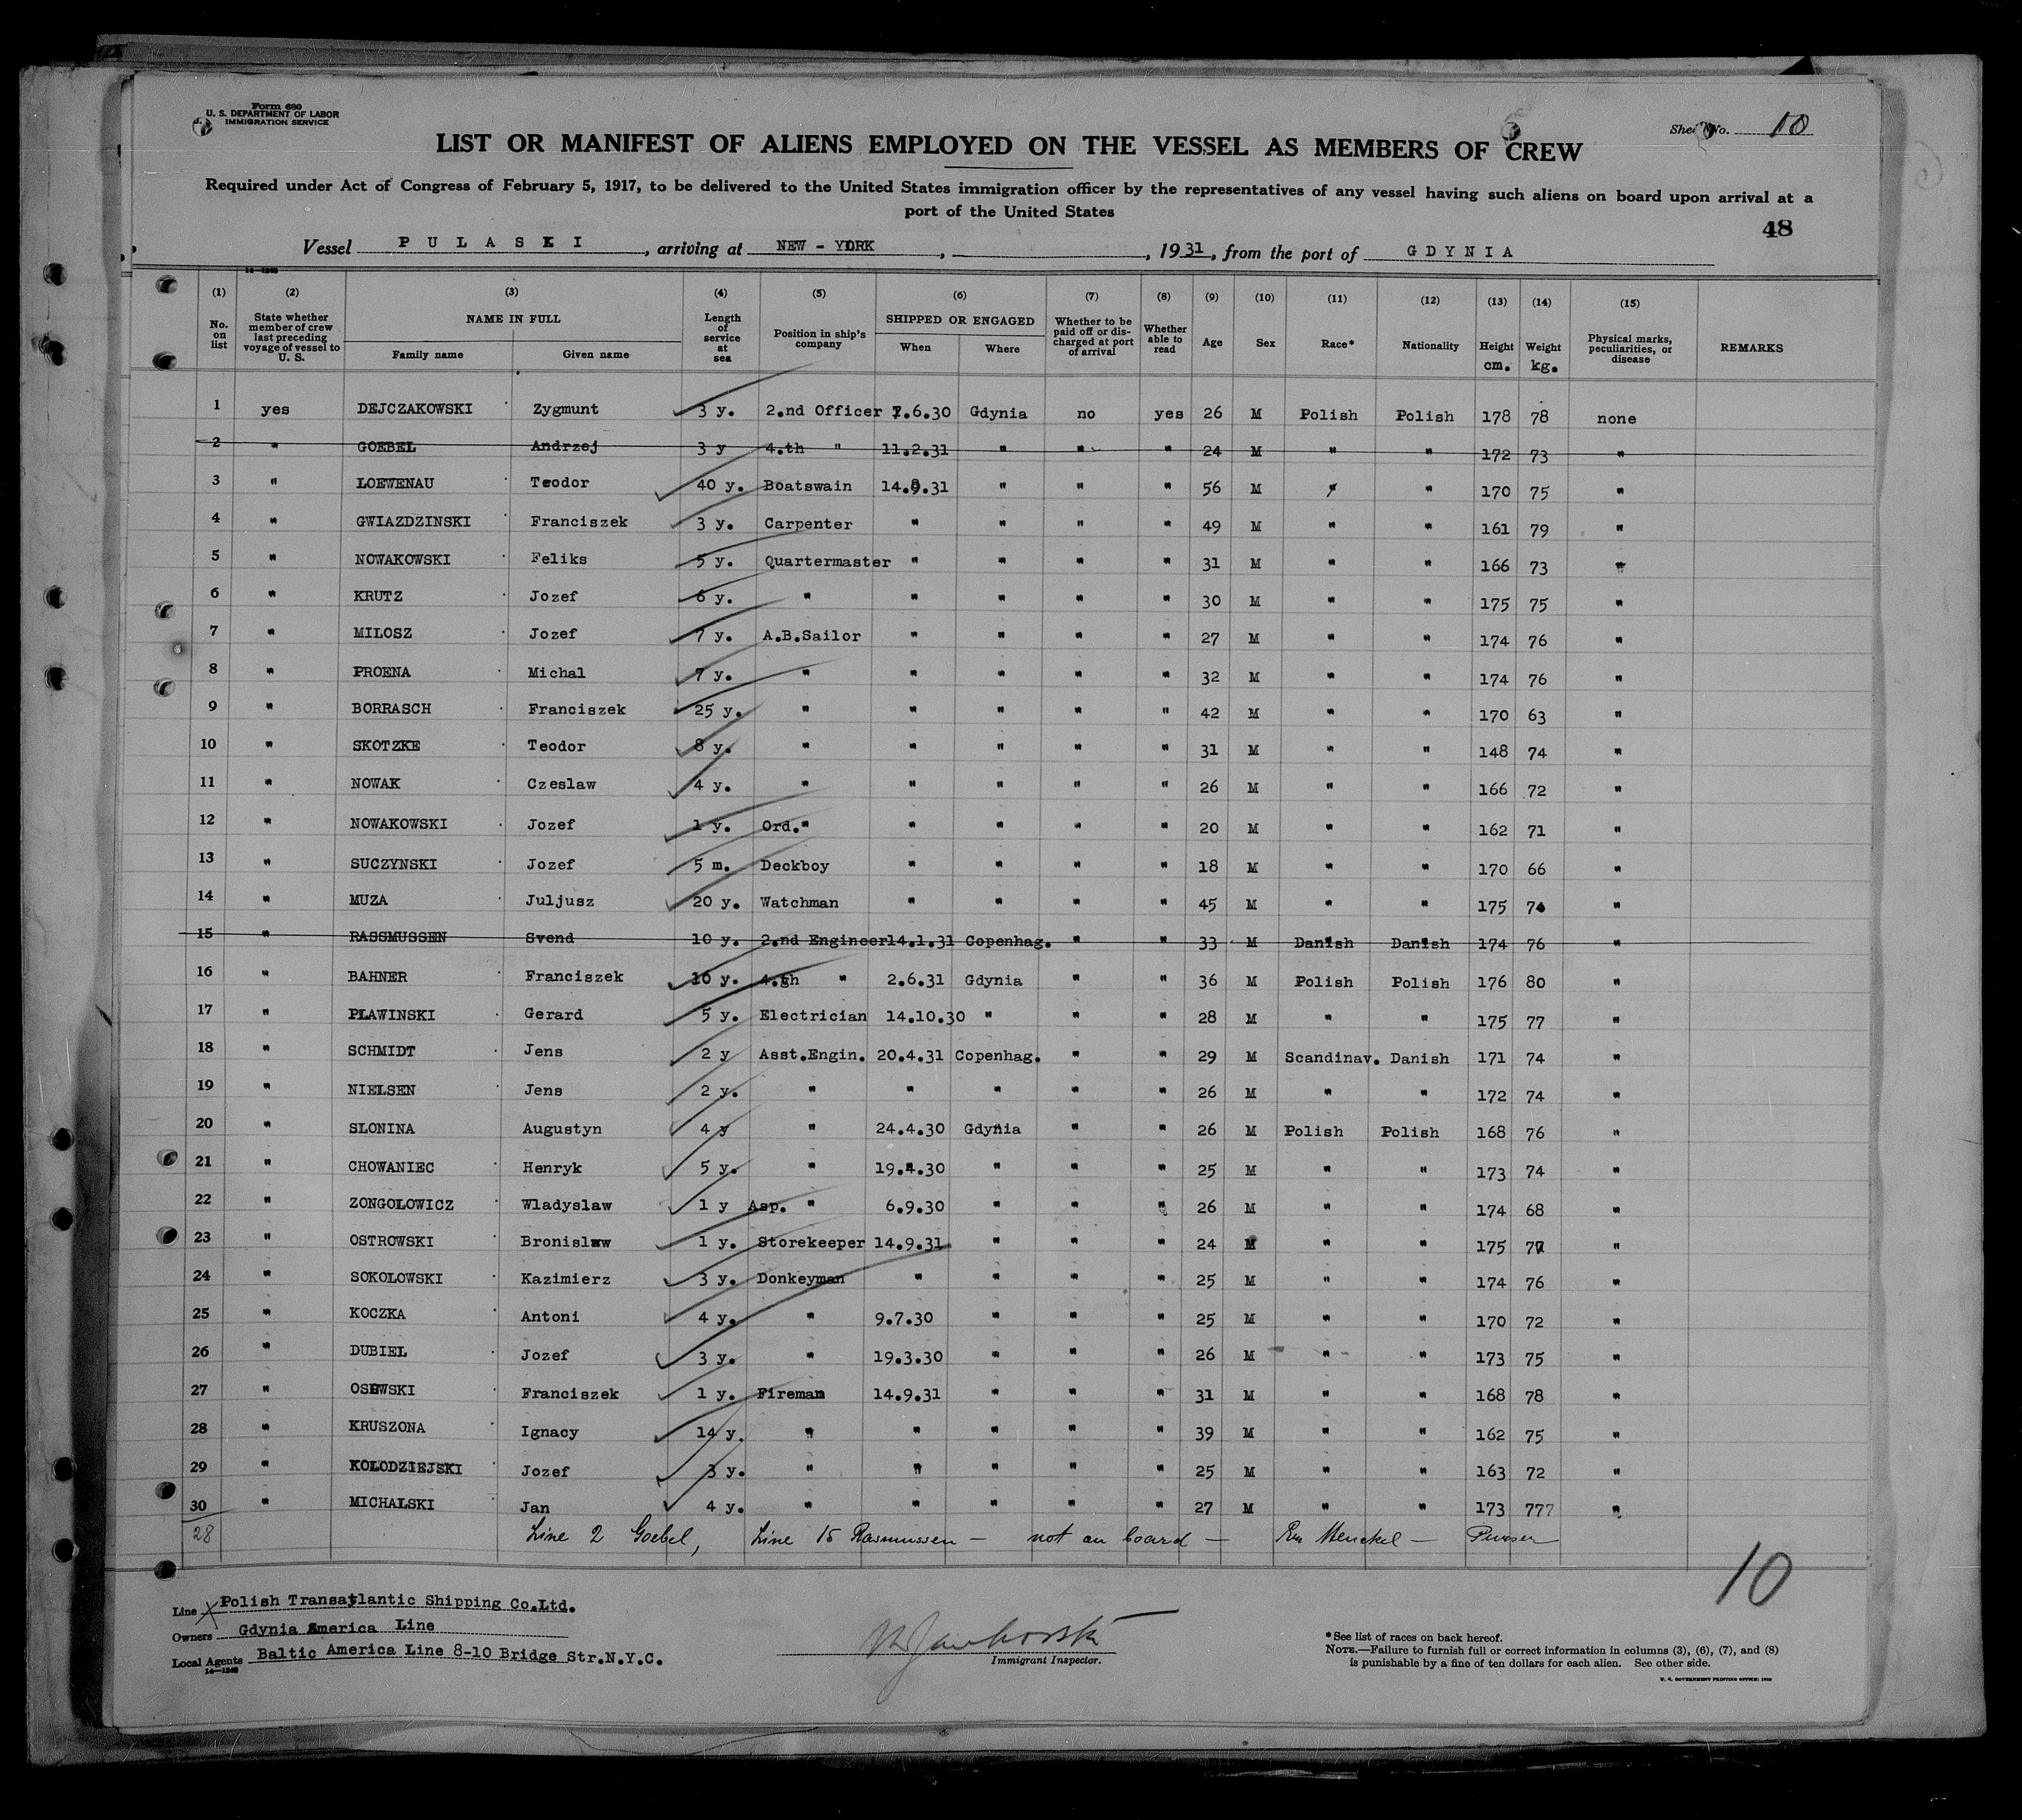 Form 680
U. S. DEPARTMENT OF LABOR
IMMIGRATION SERVICE
Sheet No. 10
LIST OR MANIFEST OF ALIENS EMPLOYED ON THE VESSEL AS MEMBERS OF CREW
Required under Act of Congress of February 5, 1917, to be delivered to the United States immigration officer by the representatives of any vessel having such aliens on board upon arrival at a
port of the United States
48
Vessel PULASKI, arriving at NEW-YORK, , 1931, from the port of GDYNIA
14—1240
(1) (2) (3) (4) (5) (6) (7) (8) (9) (10) (11) (12) (13) (14) (15)
No. on list State whether member of crew last preceding voyage of vessel to U. S. NAME IN FULL Family name Given name Length of service at sea Position in ship's company SHIPPED OR ENGAGED When Where Whether to be paid off or discharged at port of arrival Whether able to read Age Sex Race* Nationality Height cm. Weight kg. Physical marks, peculiarities, or disease REMARKS
1 yes DEJCZAKOWSKI Zygmunt 3 y. 2.nd Officer 7.6.30 Gdynia no yes 26 M Polish Polish 178 78 none
2 " GOEBEL Andrzej 3 y 4.th " 11.2.31 " " " 24 M " " 172 73 "
3 " LOEWENAU Teodor 40 y. Boatswain 14.9.31 " " " 56 M " " 170 75 "
4 " GWIAZDZINSKI Franciszek 3 y. Carpenter " " " " 49 M " " 161 79 "
5 " NOWAKOWSKI Feliks 5 y. Quartermaster " " " " 31 M " " 166 73 "
6 " KRUTZ Jozef 6 y. " " " " " 30 M " " 175 75 "
7 " MILOSZ Jozef 7 y. A.B.Sailor " " " " 27 M " " 174 76 "
8 " PROENA Michal 7 y. " " " " " 32 M " " 174 76 "
9 " BORRASCH Franciszek 25 y. " " " " " 42 M " " 170 63 "
10 " SKOTZKE Teodor 8 y. " " " " " 31 M " " 148 74 "
11 " NOWAK Czeslaw 4 y. " " " " " 26 M " " 166 72 "
12 " NOWAKOWSKI Jozef 1 y. Ord." " " " " 20 M " " 162 71 "
13 " SUCZYNSKI Jozef 5 m. Deckboy " " " " 18 M " " 170 66 "
14 " MUZA Juljusz 20 y. Watchman " " " " 45 M " " 175 74 "
15 " RASSMUSSEN Svend 10 y. 2.nd Engineer 14.1.31 Copenhag. " " 33 M Danish Danish 174 76 "
16 " BAHNER Franciszek 10 y. 4.th " 2.6.31 Gdynia " " 36 M Polish Polish 176 80 "
17 " PLAWINSKI Gerard 5 y. Electrician 14.10.30 " " " 28 M " " 175 77 "
18 " SCHMIDT Jens 2 y Asst.Engin. 20.4.31 Copenhag. " " 29 M Scandinav. Danish 171 74 "
19 " NIELSEN Jens 2 y. " " " " " 26 M " " 172 74 "
20 " SLONINA Augustyn 4 y " 24.4.30 Gdynia " " 26 M Polish Polish 168 76 "
21 " CHOWANIEC Henryk 5 y. " 19.4.30 " " " 25 M " " 173 74 "
22 " ZONGOLOWICZ Wladyslaw 1 y Asp. " 6.9.30 " " " 26 M " " 174 68 "
23 " OSTROWSKI Bronislaw 1 y. Storekeeper 14.9.31 " " " 24 M " " 175 77 "
24 " SOKOLOWSKI Kazimierz 3 y. Donkeyman " " " " 25 M " " 174 76 "
25 " KOCZKA Antoni 4 y. " 9.7.30 " " " 25 M " " 170 72 "
26 " DUBIEL Jozef 3 y. " 19.3.30 " " " 26 M " " 173 75 "
27 " OSOWSKI Franciszek 1 y. Fireman 14.9.31 " " " 31 M " " 168 78 "
28 " KRUSZONA Ignacy 14 y. " " " " " 39 M " " 162 75 "
29 " KOLODZIEJSKI Jozef 3 y. " " " " " 25 M " " 163 72 "
30 " MICHALSKI Jan 4 y. " " " " " 27 M " " 173 777 "
28 Line 2 Goebel, Line 15 Rasmussen — not on board — Menckel — Purser
10
Line Polish Transatlantic Shipping Co.Ltd.
Owners Gdynia America Line
Local Agents Baltic America Line 8-10 Bridge Str.N.Y.C.
14—1240
Immigrant Inspector.
*See list of races on back hereof.
NOTE.—Failure to furnish full or correct information in columns (3), (6), (7), and (8)
is punishable by a fine of ten dollars for each alien. See other side.
U. S. GOVERNMENT PRINTING OFFICE: 1930